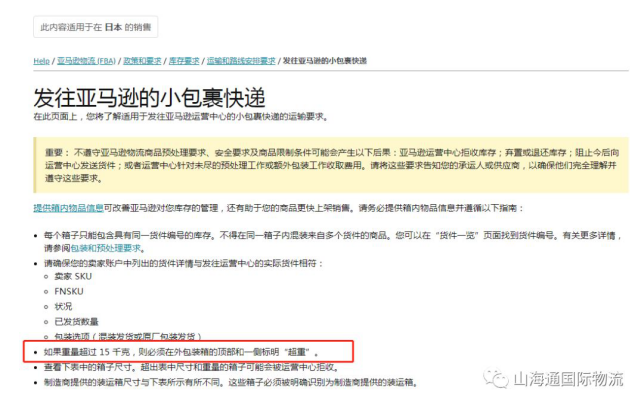 此内容适用于在 日本 的销售
Help / 亚马逊物流 (FBA) / 政策和要求 / 库存要求 / 运输和路线安排要求 / 发往亚马逊的小包裹快递
发往亚马逊的小包裹快递
在此页面上，您将了解适用于发往亚马逊运营中心的小包裹快递的运输要求。
重要： 不遵守亚马逊物流商品预处理要求、安全要求及商品限制条件可能会产生以下后果：亚马逊运营中心拒收库存；弃置或退还库存；阻止今后向
运营中心发送货件；或者运营中心针对未尽的预处理工作或额外包装工作收取费用。请将这些要求告知您的承运人或供应商，以确保他们完全理解并
遵守这些要求。
提供箱内物品信息可改善亚马逊对您库存的管理，还有助于您的商品更快上架销售。请务必提供箱内物品信息并遵循以下指南：
• 每个箱子只能包含具有同一货件编号的库存。不得在同一箱子内混装来自多个货件的商品。您可以在“货件一览”页面找到货件编号。有关更多详情，
请参阅包装和预处理要求。
• 请确保您的卖家账户中列出的货件详情与发往运营中心的实际货件相符：
○ 卖家 SKU
○ FNSKU
○ 状况
○ 已发货数量
○ 包装选项（混装发货或原厂包装发货）
• 如果重量超过 15 千克，则必须在外包装箱的顶部和一侧标明“超重”。
• 查看下表中的箱子尺寸。超出表中尺寸和重量的箱子可能会被运营中心拒收。
• 制造商提供的装运箱尺寸与下表所示有所不同。这些箱子必须被明确识别为制造商提供的装运箱。
山海通国际物流